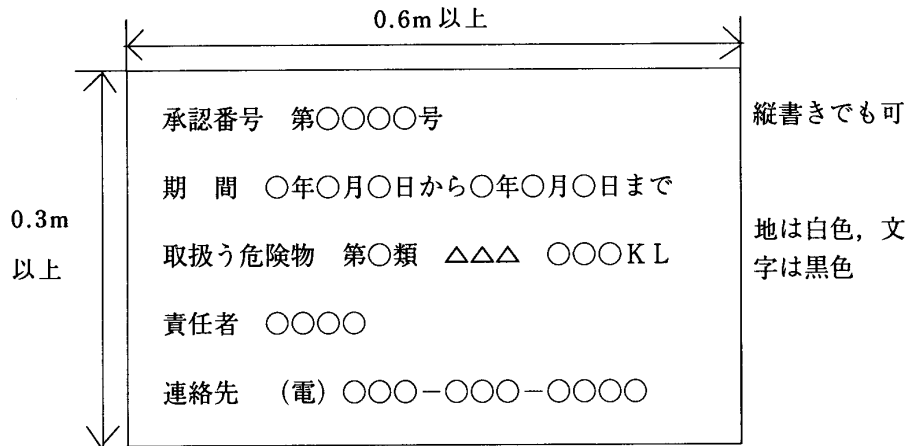 0.6m以上
承認番号　第○○○○号
縦書きでも可
期　間　○年○月○日から○年○月○日まで
0.3m
以上
取扱う危険物　第○類　△△△　○○○KL
地は白色，文
字は黒色
責任者　○○○○
連絡先　（電）○○○－○○○－○○○○